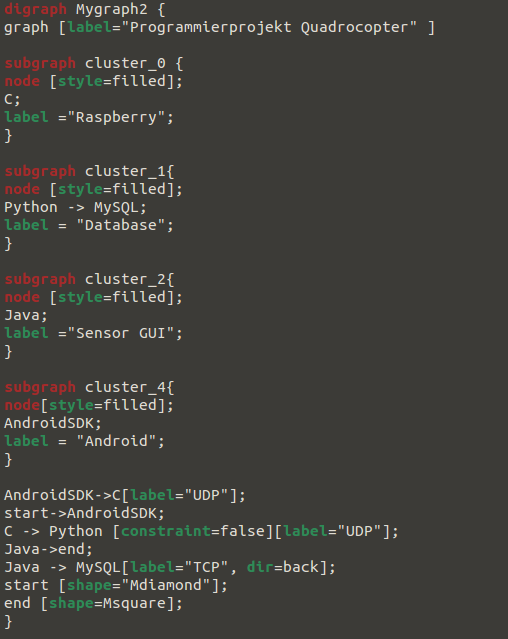 digraph Mygraph2 {
graph [label="Programmierprojekt Quadrocopter" ]
subgraph cluster_0 {
node [style=filled];
C;
label ="Raspberry";
}
subgraph cluster_1{
node [style=filled];
Python -> MySQL;
label = "Database";
}
subgraph cluster_2{
node [style=filled];
Java;
label ="Sensor GUI";
}
subgraph cluster_4{
node[style=filled];
AndroidSDK;
label = "Android";
}
AndroidSDK->C[label="UDP"];
start->AndroidSDK;
C -> Python [constraint=false][label="UDP"];
Java->end;
Java -> MySQL[label="TCP", dir=back];
start [shape="Mdiamond"];
end [shape=Msquare];
}